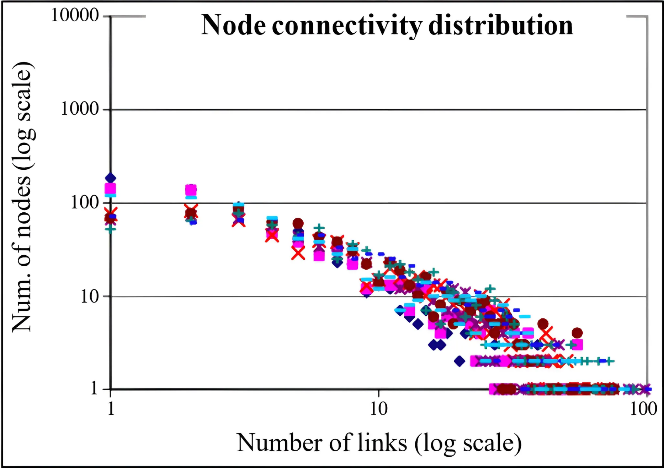 Node connectivity distribution
10000
1000
100
10
1
Num. of nodes (log scale)
1
10
100
Number of links (log scale)